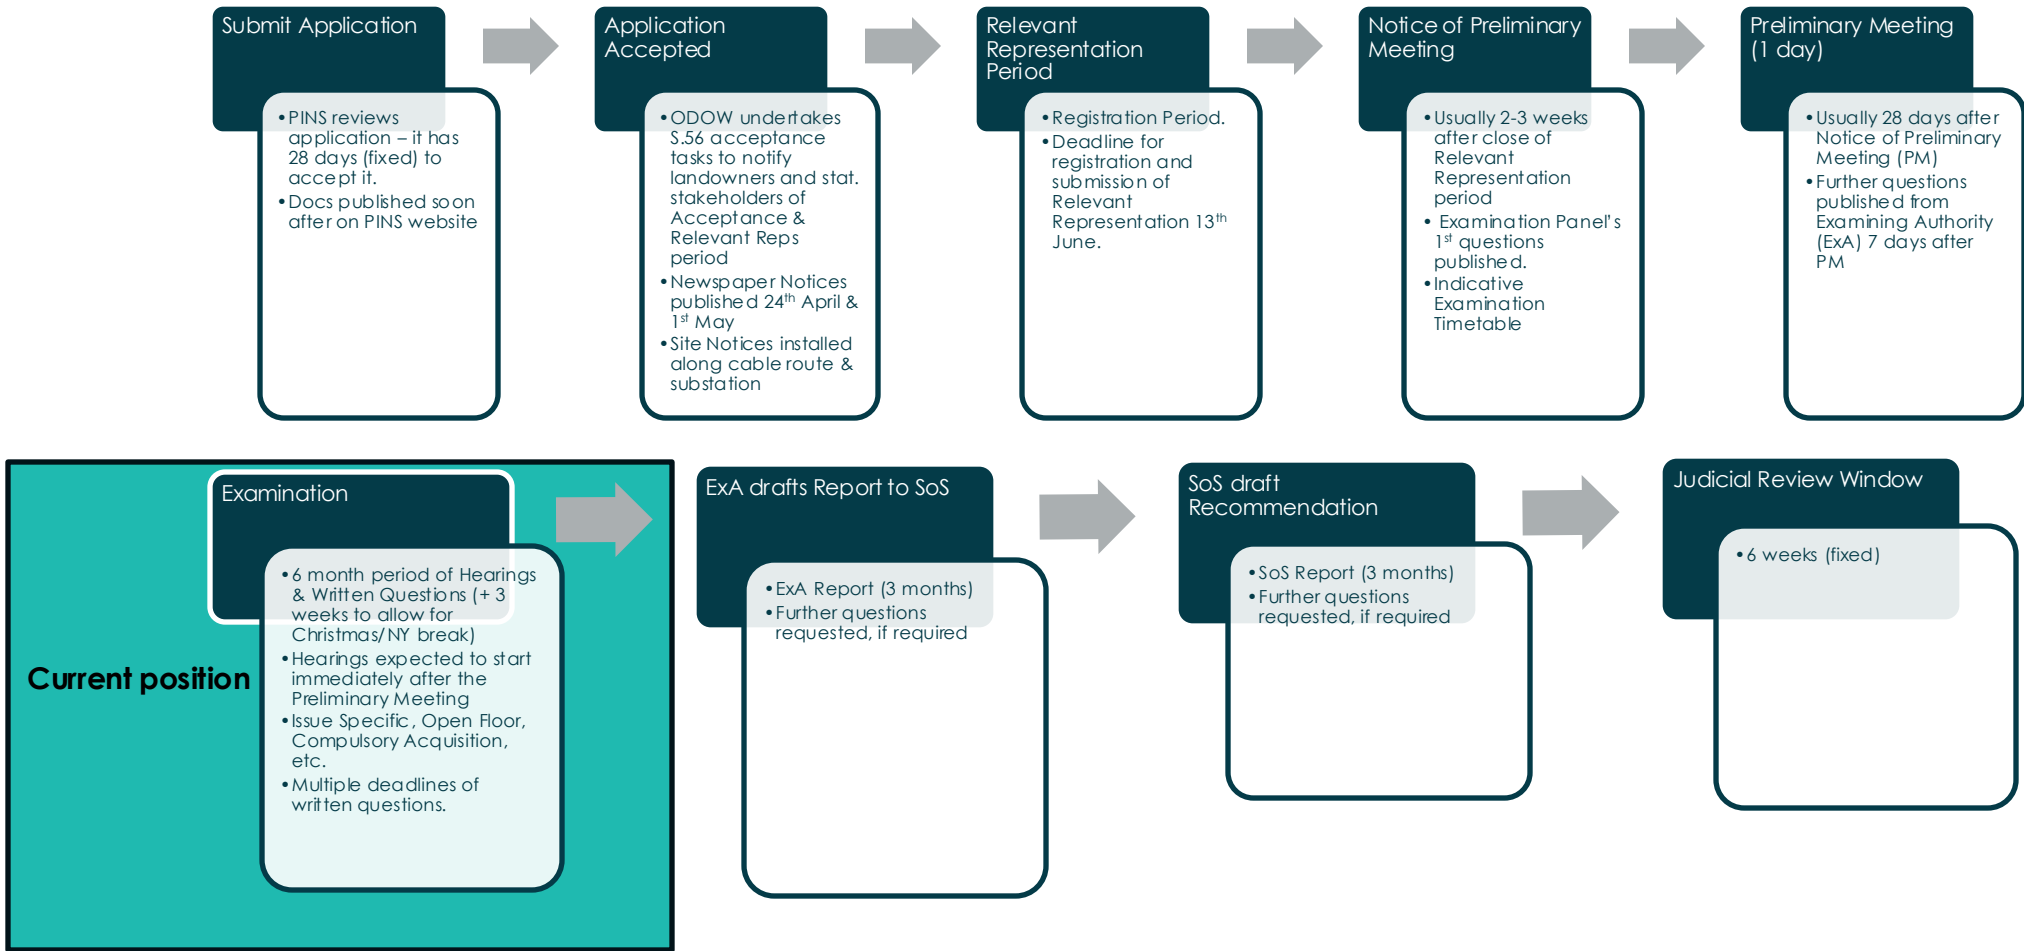 Submit Application
• PINS reviews
application – it has
28 days (fixed) to
accept it.
• Docs published soon
after on PINS website
Application
Accepted
• ODOW undertakes
S.56 acceptance
tasks to notify
landowners and stat.
stakeholders of
Acceptance &
Relevant Reps
period
• Newspaper Notices
published 24th April &
1st May
• Site Notices installed
along cable route &
substation
Relevant
Representation
Period
• Registration Period.
• Deadline for
registration and
submission of
Relevant
Representation 13th
June.
Notice of Preliminary
Meeting
• Usually 2-3 weeks
after close of
Relevant
Representation
period
• Examination Panel's
1st questions
published.
• Indicative
Examination
Timetable
Preliminary Meeting
(1 day)
• Usually 28 days after
Notice of Preliminary
Meeting (PM)
• Further questions
published from
Examining Authority
(ExA) 7 days after
PM
Current position
Examination
• 6 month period of Hearings
& Written Questions (+ 3
weeks to allow for
Christmas/NY break)
• Hearings expected to start
immediately after the
Preliminary Meeting
• Issue Specific, Open Floor,
Compulsory Acquisition,
etc.
• Multiple deadlines of
written questions.
ExA drafts Report to SoS
• ExA Report (3 months)
• Further questions
requested, if required
SoS draft
Recommendation
• SoS Report (3 months)
• Further questions
requested, if required
Judicial Review Window
• 6 weeks (fixed)